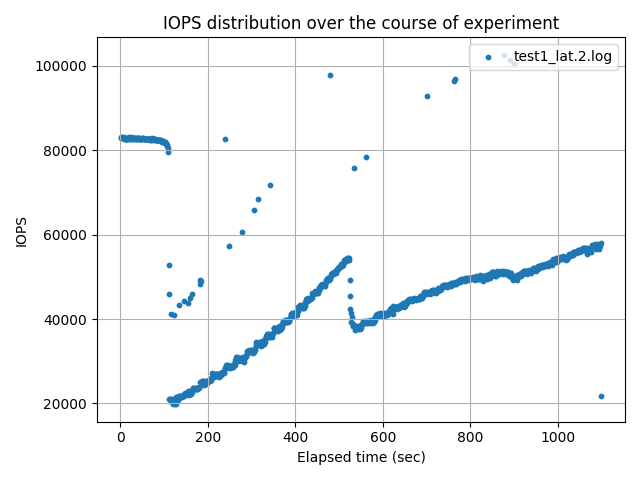 IOPS distribution over the course of experiment
test1_lat.2.log
100000
80000
60000
40000
20000
IOPS
0
200
400
600
800
1000
Elapsed time (sec)